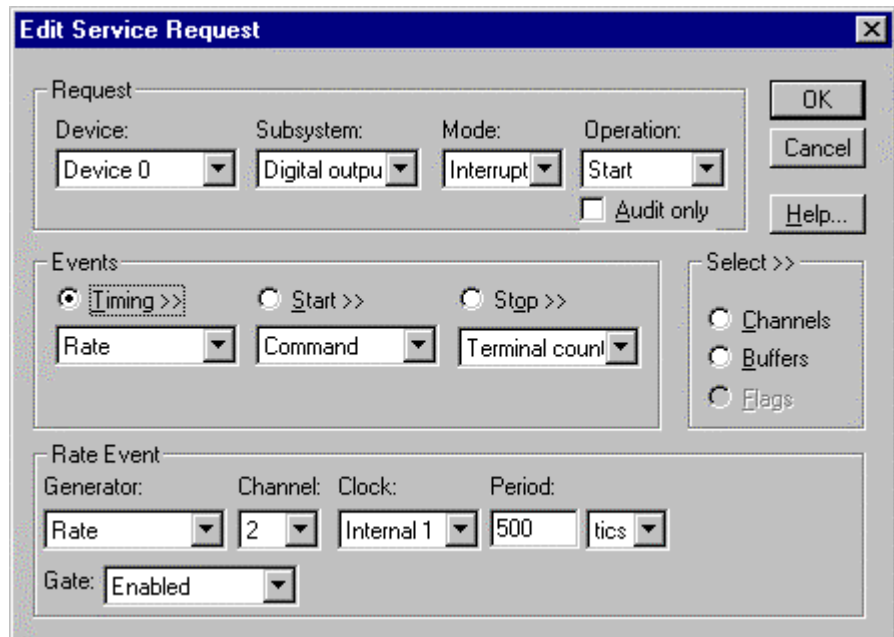 Edit Service Request
Request
OK
Device: Subsystem: Mode: Operation:
Device 0 Digital outpu Interrupt Start
Cancel
Audit only
Help...
Events
Select >>
Timing >> Start >> Stop >>
Channels
Rate Command Terminal count
Buffers
Flags
Rate Event
Generator: Channel: Clock: Period:
Rate 2 Internal 1 500 tics
Gate: Enabled